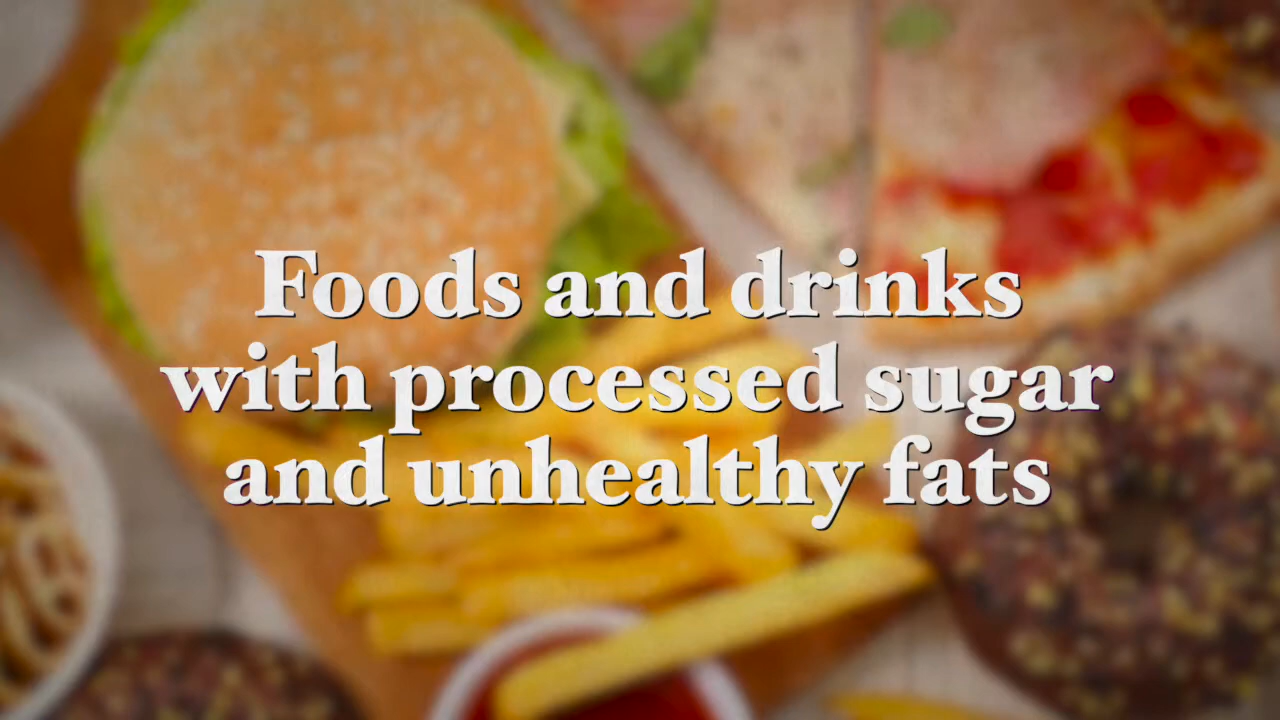 Foods and drinks
with processed sugar
and unhealthy fats